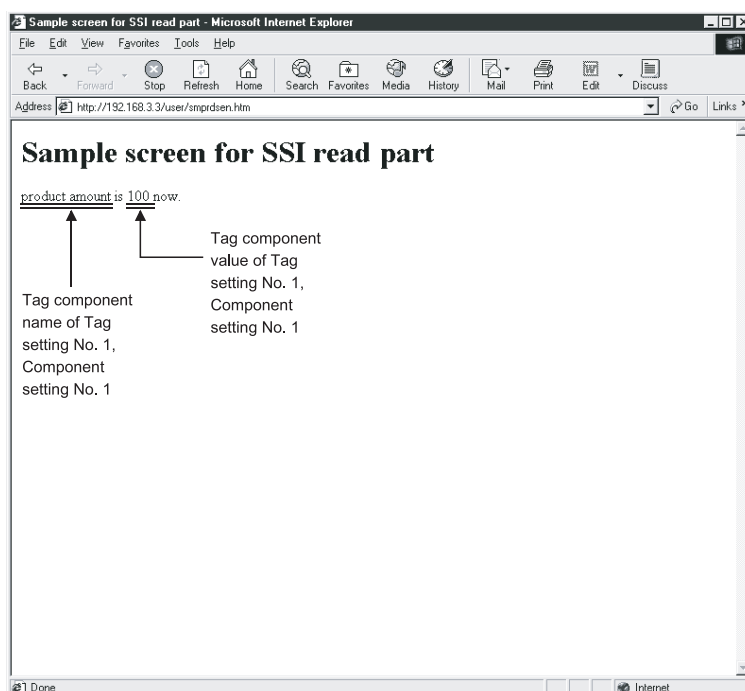 Sample screen for SSI read part - Microsoft Internet Explorer
File Edit View Favorites Tools Help
Back Forward Stop Refresh Home Search Favorites Media History Mail Print Edit Discuss
Address http://192.168.3.3/user/smprdsen.htm Go Links
Sample screen for SSI read part
product amount is 100 now.
Tag component
value of Tag
setting No. 1,
Component
setting No. 1
Tag component
name of Tag
setting No. 1,
Component
setting No. 1
Done Internet